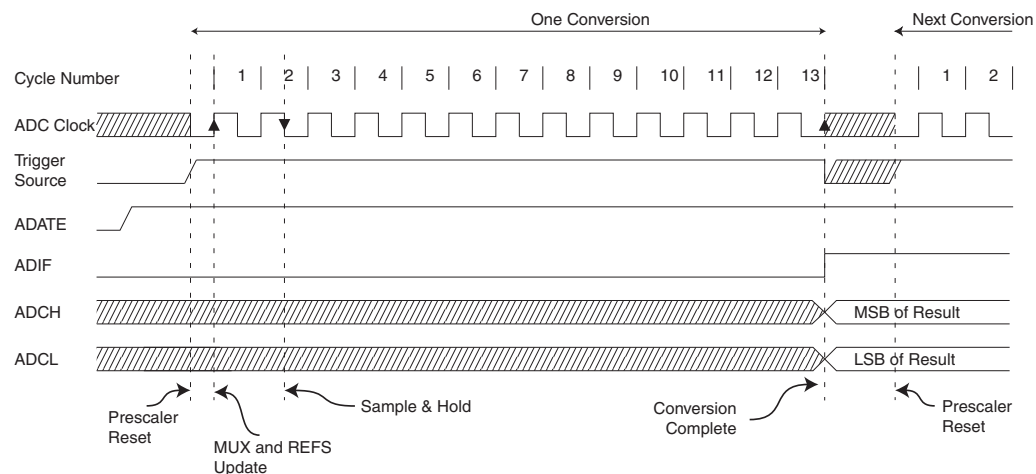 One Conversion
Next Conversion
Cycle Number
1 2 3 4 5 6 7 8 9 10 11 12 13 1 2
ADC Clock
Trigger
Source
ADATE
ADIF
ADCH
MSB of Result
ADCL
LSB of Result
Prescaler
Reset
MUX and REFS
Update
Sample & Hold
Conversion
Complete
Prescaler
Reset